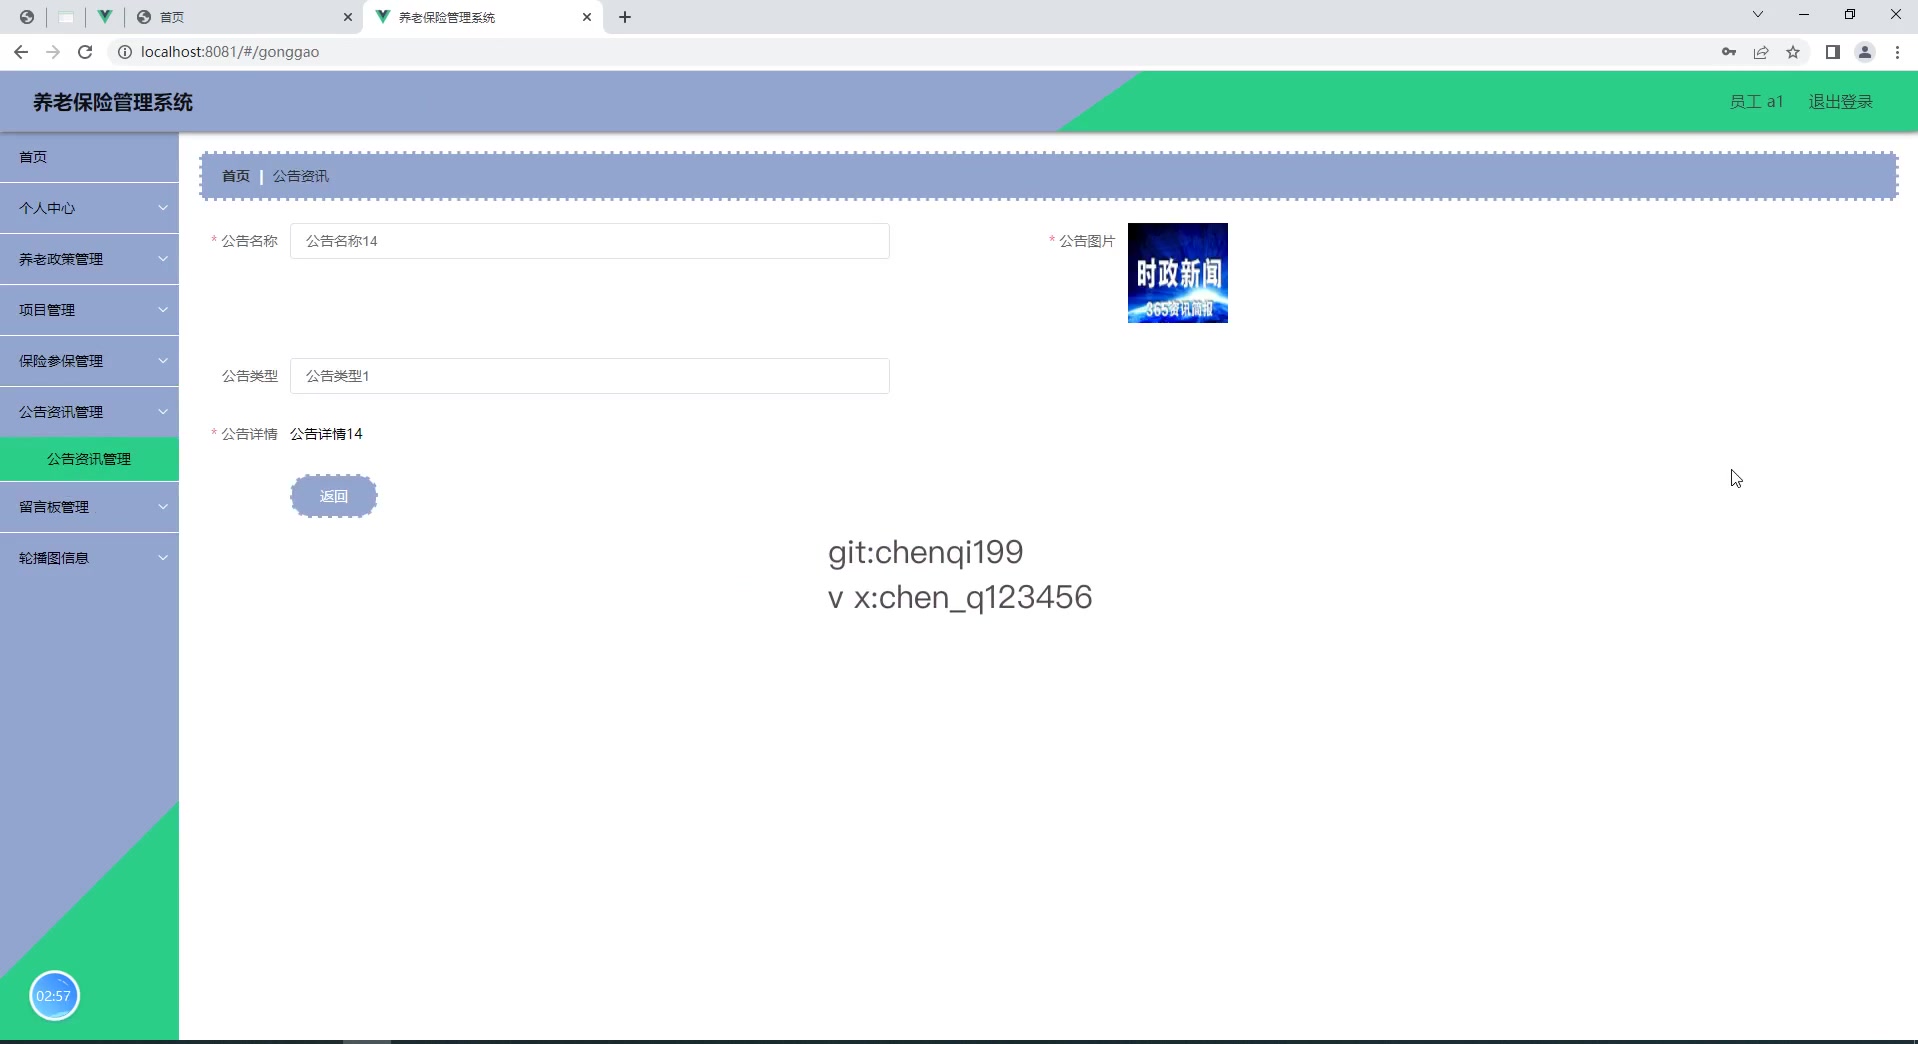 首页
养老保险管理系统
localhost:8081/#/gonggao
养老保险管理系统
员工 a1
退出登录
首页
个人中心
养老政策管理
项目管理
保险参保管理
公告资讯管理
公告资讯管理
留言板管理
轮播图信息
首页 | 公告资讯
* 公告名称 公告名称14
* 公告图片
时政新闻
365资讯简报
公告类型 公告类型1
* 公告详情 公告详情14
返回
git:chenqi199
v x:chen_q123456
02:57